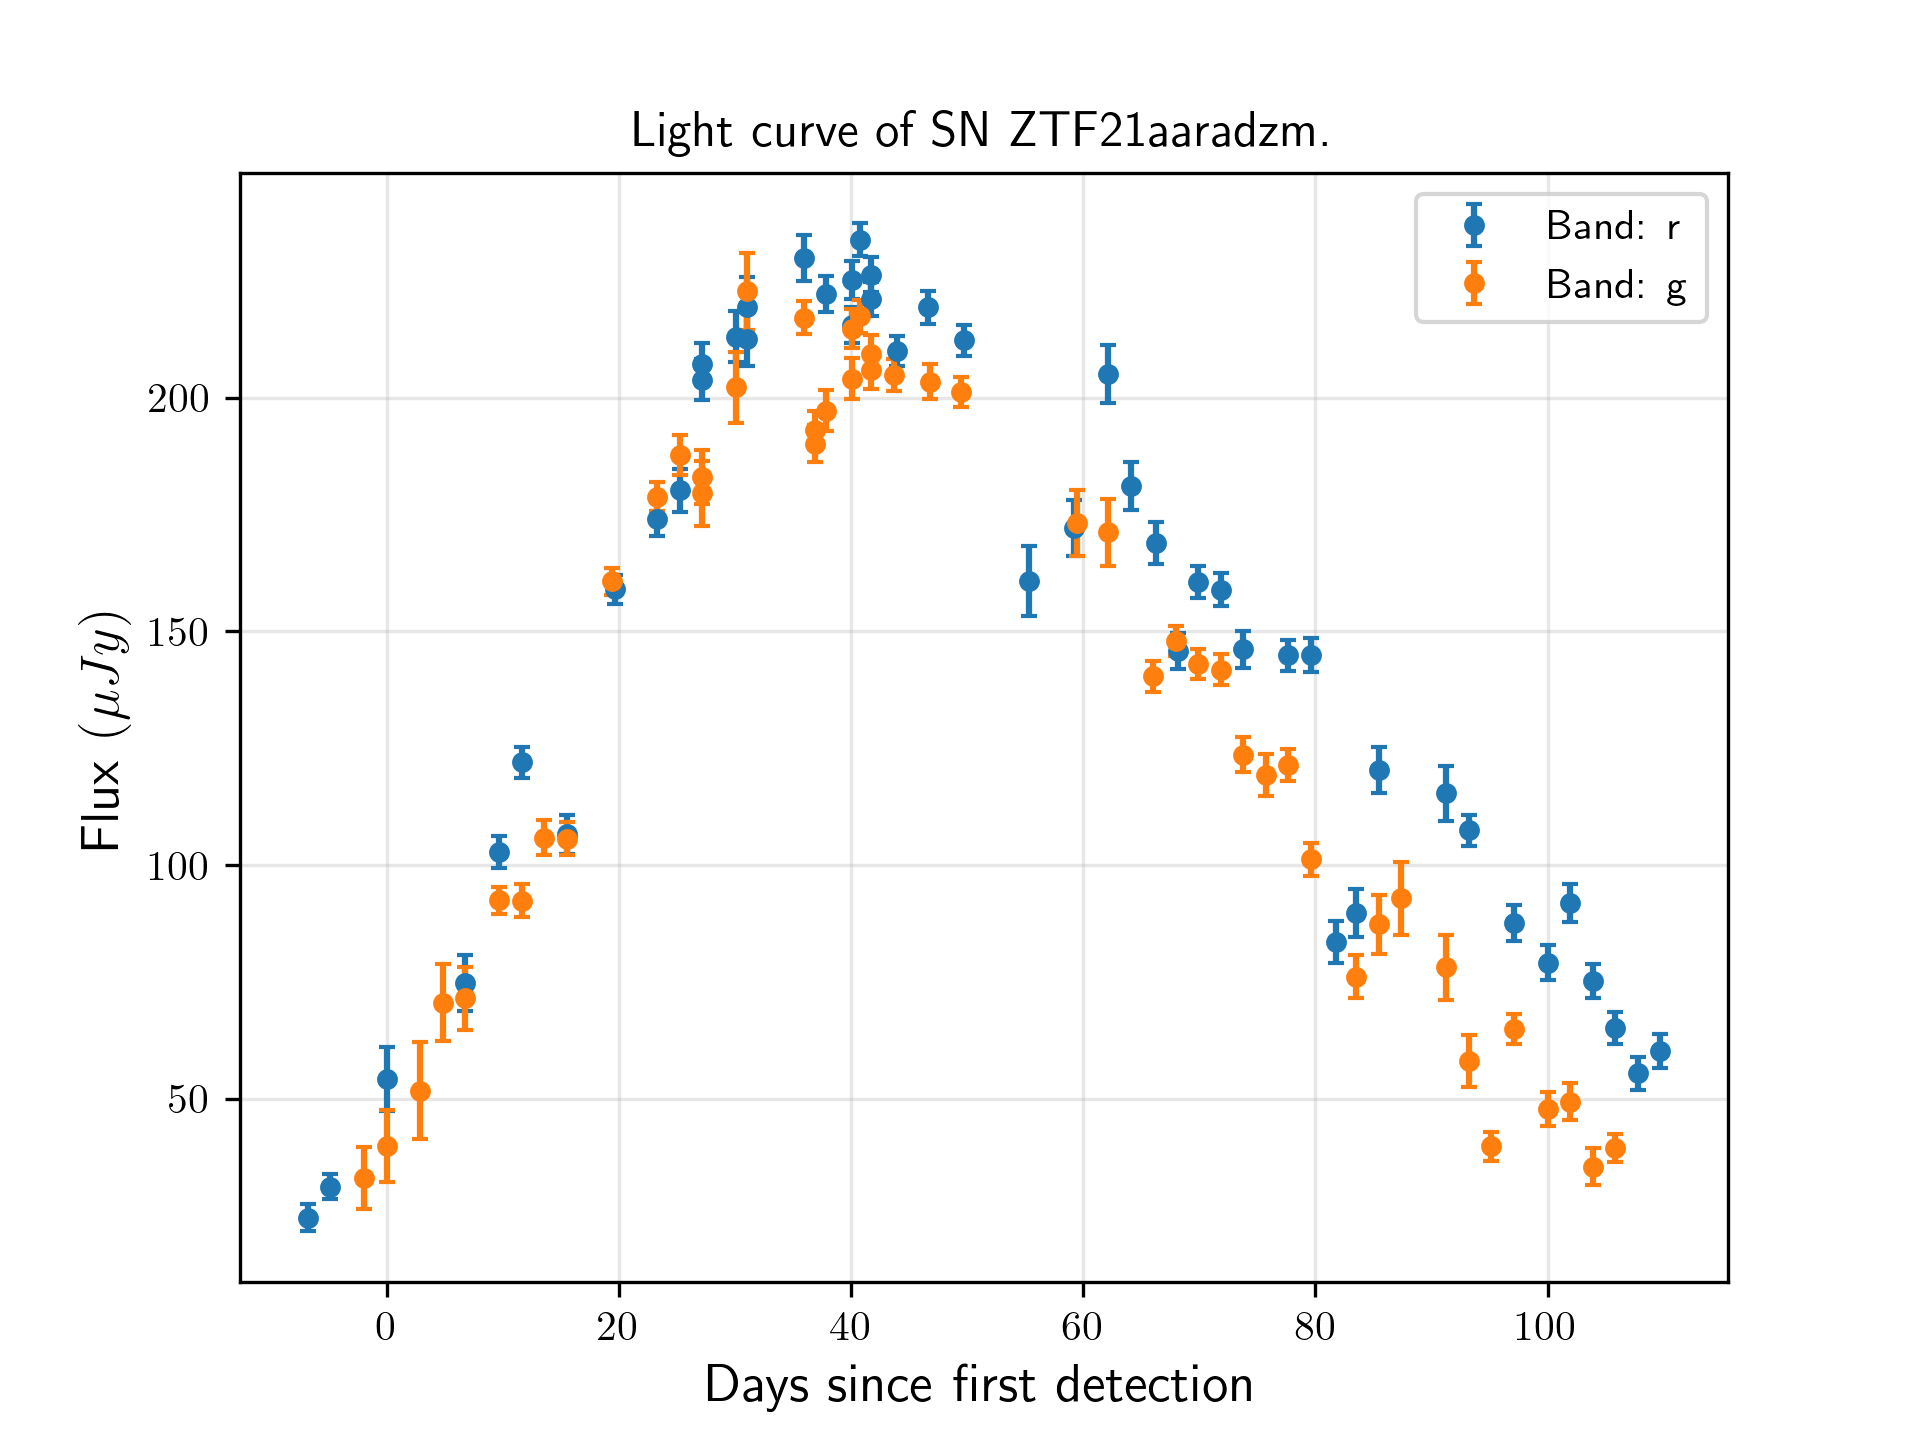 Light curve of SN ZTF21aaradzm.
Band: r
Band: g
200
150
100
50
Flux (μJy)
0 20 40 60 80 100
Days since first detection